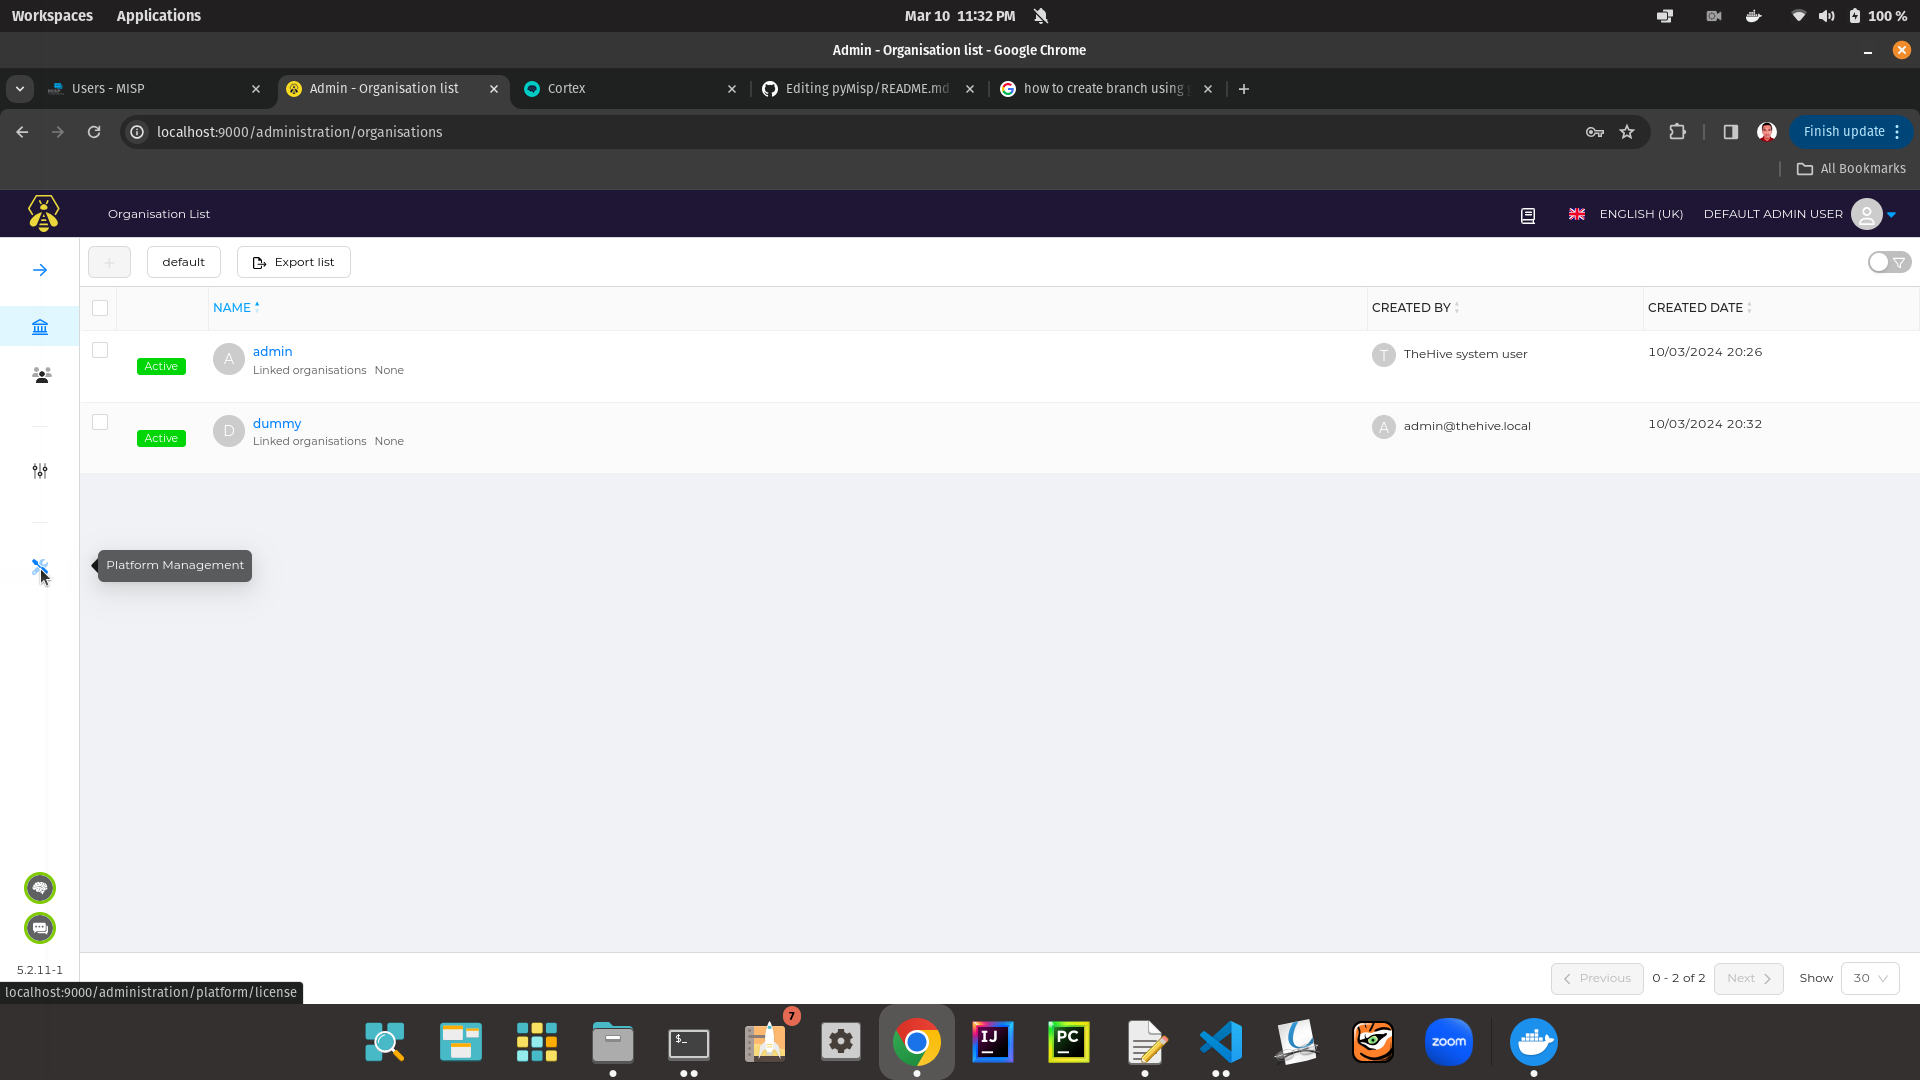 Workspaces Applications Mar 10 11:32 PM 100 %
Admin - Organisation list - Google Chrome
Users - MISP Admin - Organisation list Cortex Editing pyMisp/README.md how to create branch using
localhost:9000/administration/organisations Finish update
All Bookmarks
Organisation List ENGLISH (UK) DEFAULT ADMIN USER
default Export list
NAME CREATED BY CREATED DATE
Active A admin T TheHive system user 10/03/2024 20:26
Linked organisations None
Active D dummy A admin@thehive.local 10/03/2024 20:32
Linked organisations None
Platform Management
5.2.11-1
Previous 0 - 2 of 2 Next Show 30
localhost:9000/administration/platform/license
$_ 7 IJ PC zoom